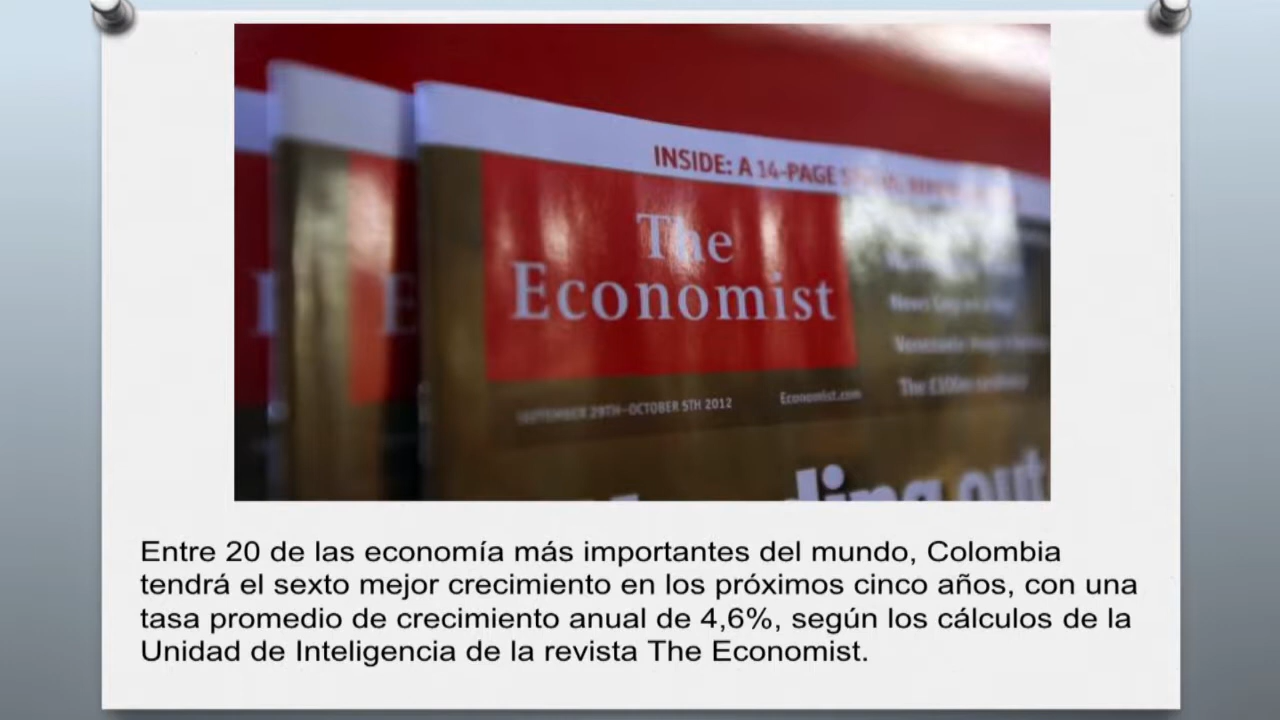 INSIDE: A 14-PAGE
The
Economist
SEPTEMBER 29TH–OCTOBER 5TH 2012
Economist.com
The
out
Entre 20 de las economía más importantes del mundo, Colombia
tendrá el sexto mejor crecimiento en los próximos cinco años, con una
tasa promedio de crecimiento anual de 4,6%, según los cálculos de la
Unidad de Inteligencia de la revista The Economist.